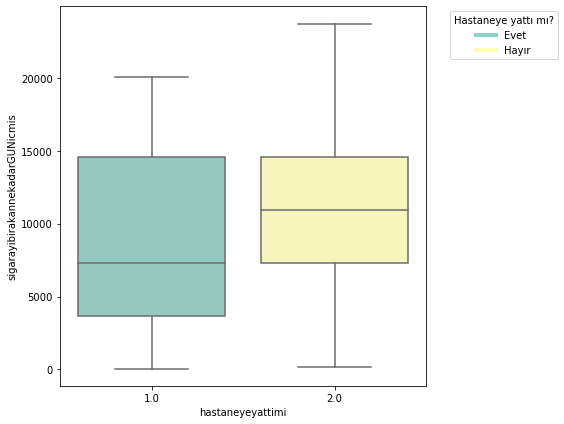 Hastaneye yattı mı?
Evet
Hayır
sigarayibirakannekadarGUNicmis
20000
15000
10000
5000
0
1.0
2.0
hastaneyeyattimi